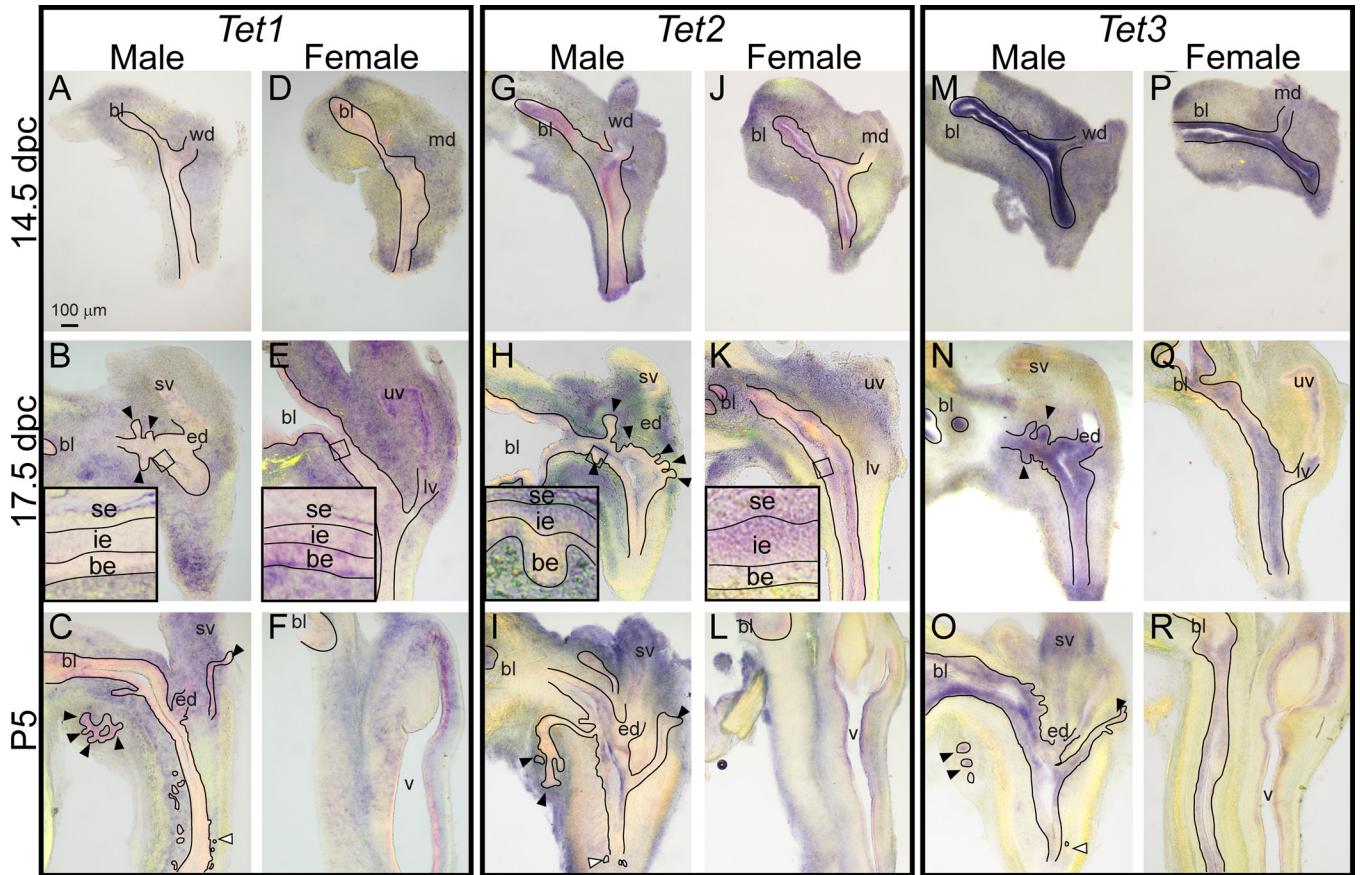 Tet1 Tet2 Tet3
Male Female Male Female Male Female
14.5 dpc
A bl wd
100 µm
D bl md
G bl wd
J bl md
M bl wd
P md
17.5 dpc
B sv bl ed
se
ie
be
E uv bl lv
se
ie
be
H sv ed bl
se
ie
be
K uv bl lv
se
ie
be
N sv bl ed
Q bl uv lv
P5
C sv bl ed
F bl v
I sv bl ed
L bl v
O sv bl ed
R bl v